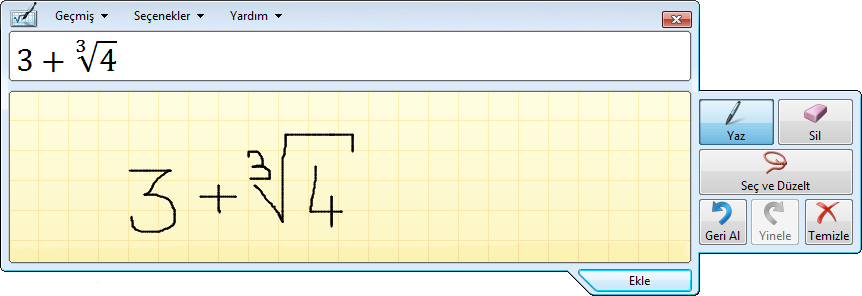 Geçmiş Seçenekler Yardım
3 + ∛4
3 + ∛4
Yaz Sil
Seç ve Düzelt
Geri Al Yinele Temizle
Ekle